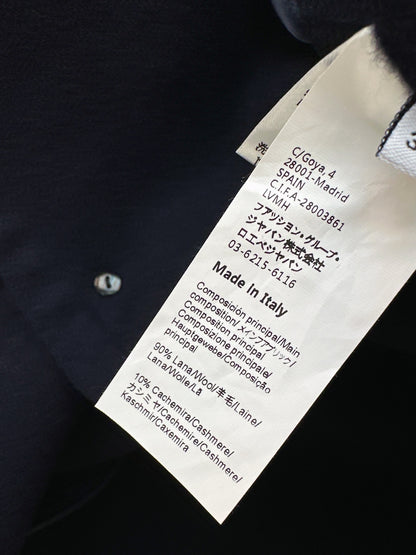 C/Goya, 4
28001-Madrid
SPAIN
C.I.F.A-28003861
LVMH
ファッション・グループ・
ジャパン株式会社
ロエベジャパン
03-6215-6116
Made In Italy
Composición principal/Main
composition/メインファブリック/
Composizione principale/
Hauptgewebe/Composição
principal
90% Lana/Wool/羊毛/Laine/
Lana/Wolle/Lã
10% Cachemira/Cashmere/
カシミヤ/Cachemire/Cashmere/
Kaschmir/Caxemira
洗
3